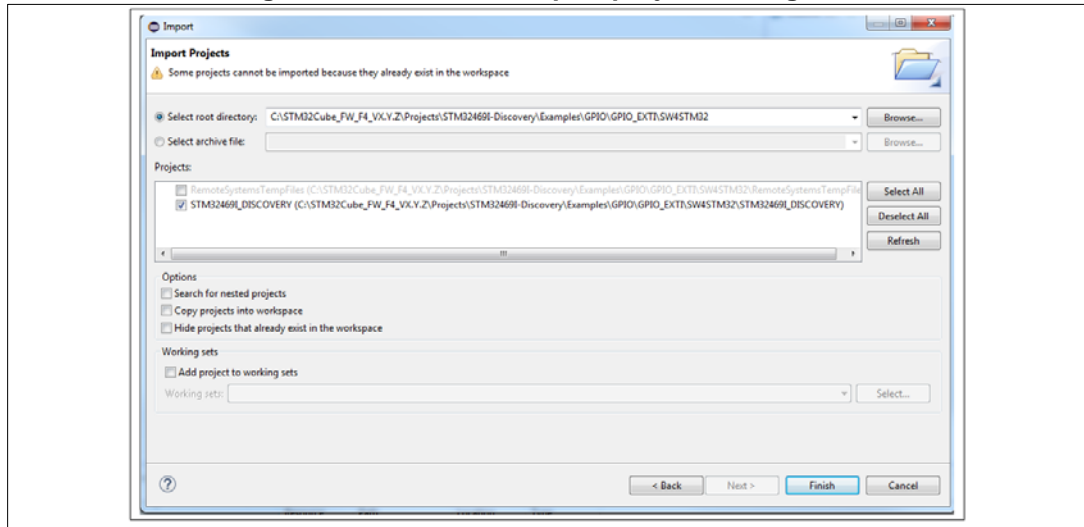 Import
Import Projects
Some projects cannot be imported because they already exist in the workspace
Select root directory: C:\STM32Cube_FW_F4_VX.Y.Z\Projects\STM32469I-Discovery\Examples\GPIO\GPIO_EXTI\SW4STM32 Browse...
Select archive file: Browse...
Projects:
RemoteSystemsTempFiles (C:\STM32Cube_FW_F4_VX.Y.Z\Projects\STM32469I-Discovery\Examples\GPIO\GPIO_EXTI\SW4STM32\RemoteSystemsTempFile Select All
STM32469I_DISCOVERY (C:\STM32Cube_FW_F4_VX.Y.Z\Projects\STM32469I-Discovery\Examples\GPIO\GPIO_EXTI\SW4STM32\STM32469I_DISCOVERY)
Deselect All
Refresh
Options
Search for nested projects
Copy projects into workspace
Hide projects that already exist in the workspace
Working sets
Add project to working sets
Working sets: Select...
< Back Next > Finish Cancel